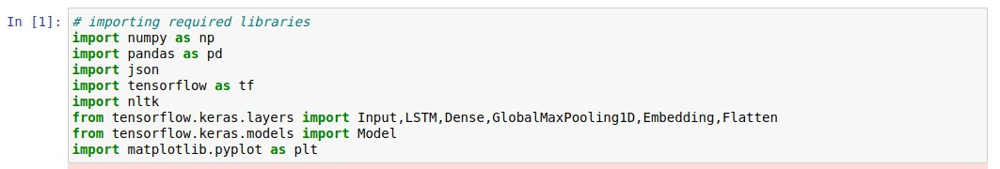 In [1]: # importing required libraries
import numpy as np
import pandas as pd
import json
import tensorflow as tf
import nltk
from tensorflow.keras.layers import Input,LSTM,Dense,GlobalMaxPooling1D,Embedding,Flatten
from tensorflow.keras.models import Model
import matplotlib.pyplot as plt